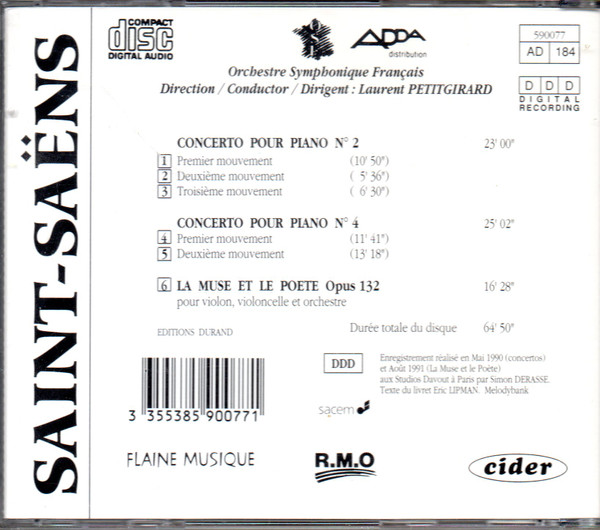 COMPACT
disc
DIGITAL AUDIO
ADDA
distribution
590077
AD 184
D D D
DIGITAL
RECORDING
SAINT-SAËNS
Orchestre Symphonique Français
Direction / Conductor / Dirigent : Laurent PETITGIRARD
CONCERTO POUR PIANO N° 2 23' 00"
1 Premier mouvement (10' 50")
2 Deuxième mouvement ( 5' 36")
3 Troisième mouvement ( 6' 30")
CONCERTO POUR PIANO N° 4 25' 02"
4 Premier mouvement (11' 41")
5 Deuxième mouvement (13' 18")
6 LA MUSE ET LE POETE Opus 132 16' 28"
pour violon, violoncelle et orchestre
EDITIONS DURAND Durée totale du disque 64' 50"
DDD
Enregistrement réalisé en Mai 1990 (concertos)
et Août 1991 (La Muse et le Poète)
aux Studios Davout à Paris par Simon DERASSE.
Texte du livret Eric LIPMAN. Melodybank
sacem
3 355385 900771
FLAINE MUSIQUE
R.M.O
cider